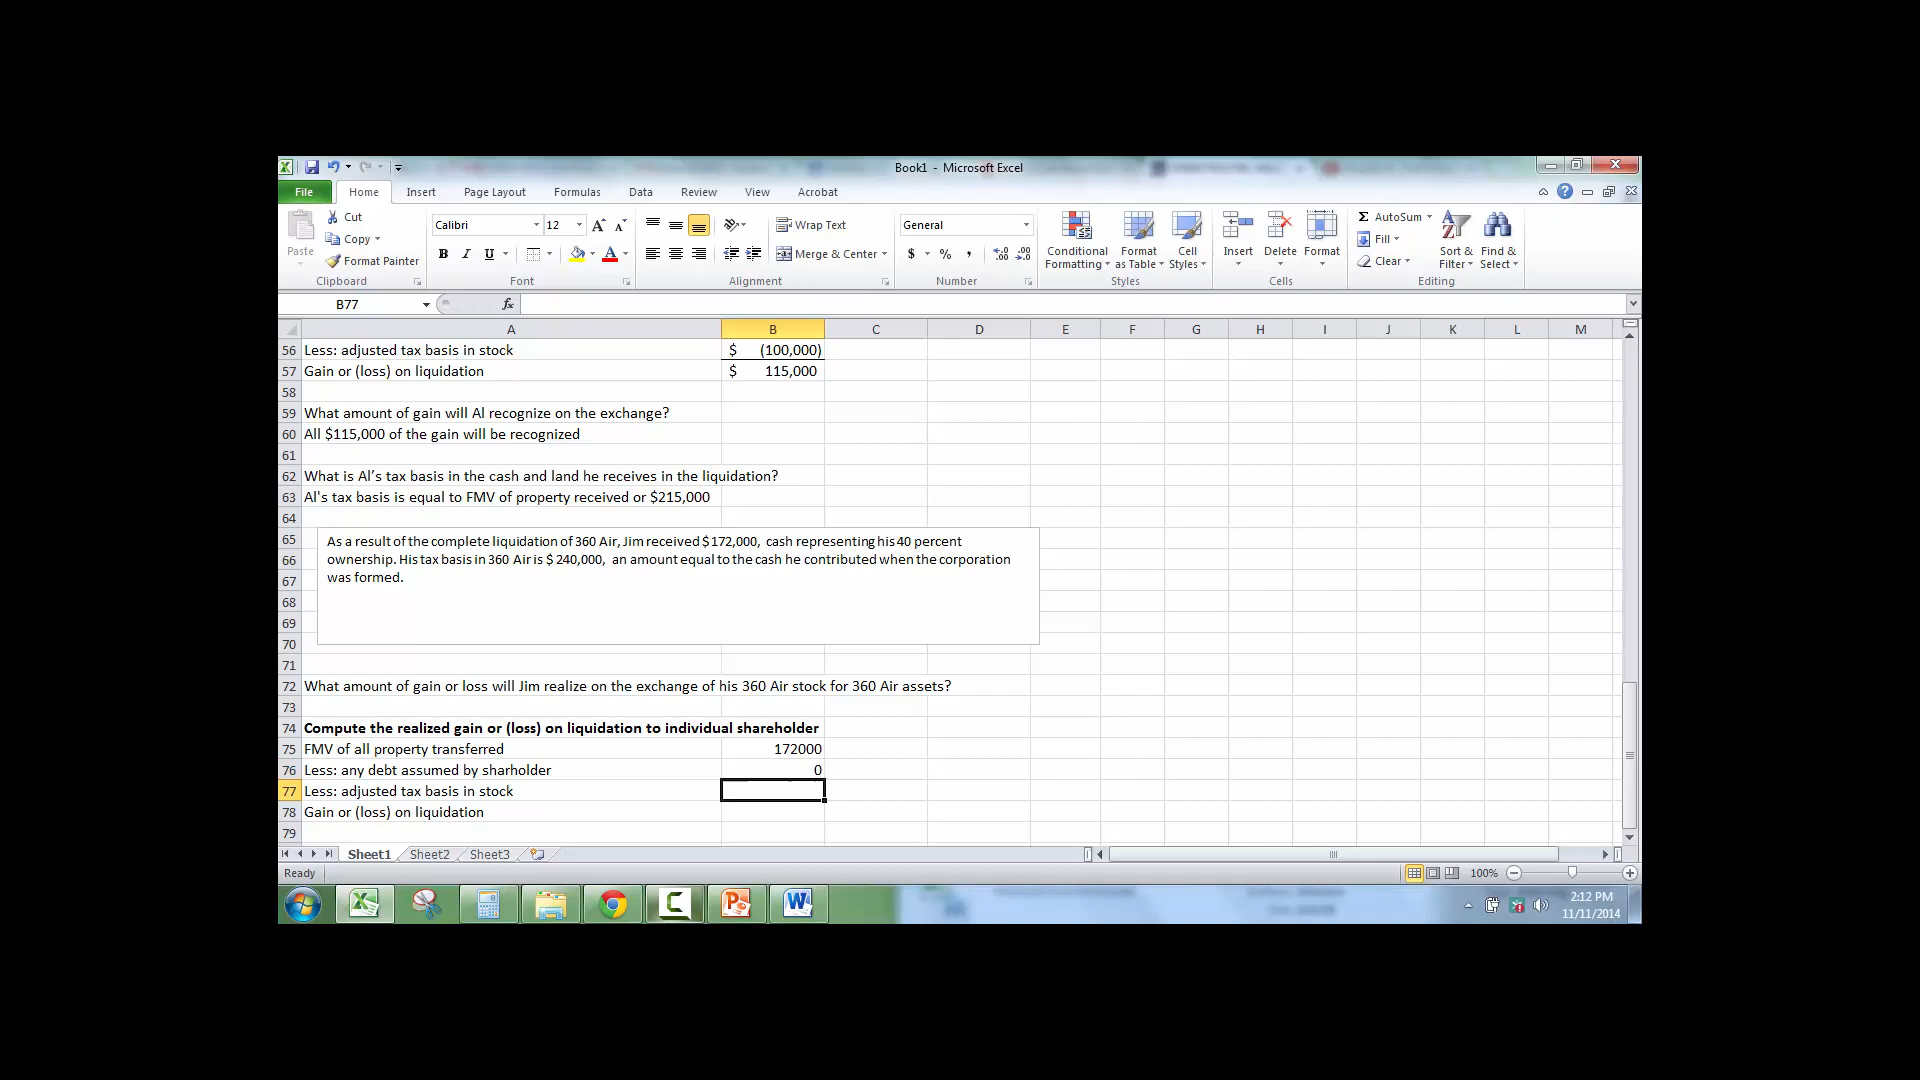 Book1 - Microsoft Excel
File Home Insert Page Layout Formulas Data Review View Acrobat
Cut
Copy
Format Painter
Paste
Clipboard
Calibri 12
B I U A
Font
Wrap Text
Merge & Center
Alignment
General
$ % ,
Number
Conditional Formatting
Format as Table
Cell Styles
Styles
Insert Delete Format
Cells
Σ AutoSum
Fill
Clear
Sort & Filter
Find & Select
Editing
B77 fx
A B C D E F G H I J K L M
56 Less: adjusted tax basis in stock $ (100,000)
57 Gain or (loss) on liquidation $ 115,000
58
59 What amount of gain will Al recognize on the exchange?
60 All $115,000 of the gain will be recognized
61
62 What is Al’s tax basis in the cash and land he receives in the liquidation?
63 Al's tax basis is equal to FMV of property received or $215,000
64
65 As a result of the complete liquidation of 360 Air, Jim received $172,000, cash representing his 40 percent
66 ownership. His tax basis in 360 Air is $ 240,000, an amount equal to the cash he contributed when the corporation
67 was formed.
68
69
70
71
72 What amount of gain or loss will Jim realize on the exchange of his 360 Air stock for 360 Air assets?
73
74 Compute the realized gain or (loss) on liquidation to individual shareholder
75 FMV of all property transferred 172000
76 Less: any debt assumed by sharholder 0
77 Less: adjusted tax basis in stock
78 Gain or (loss) on liquidation
79
Sheet1 Sheet2 Sheet3
Ready 100%
2:12 PM
11/11/2014